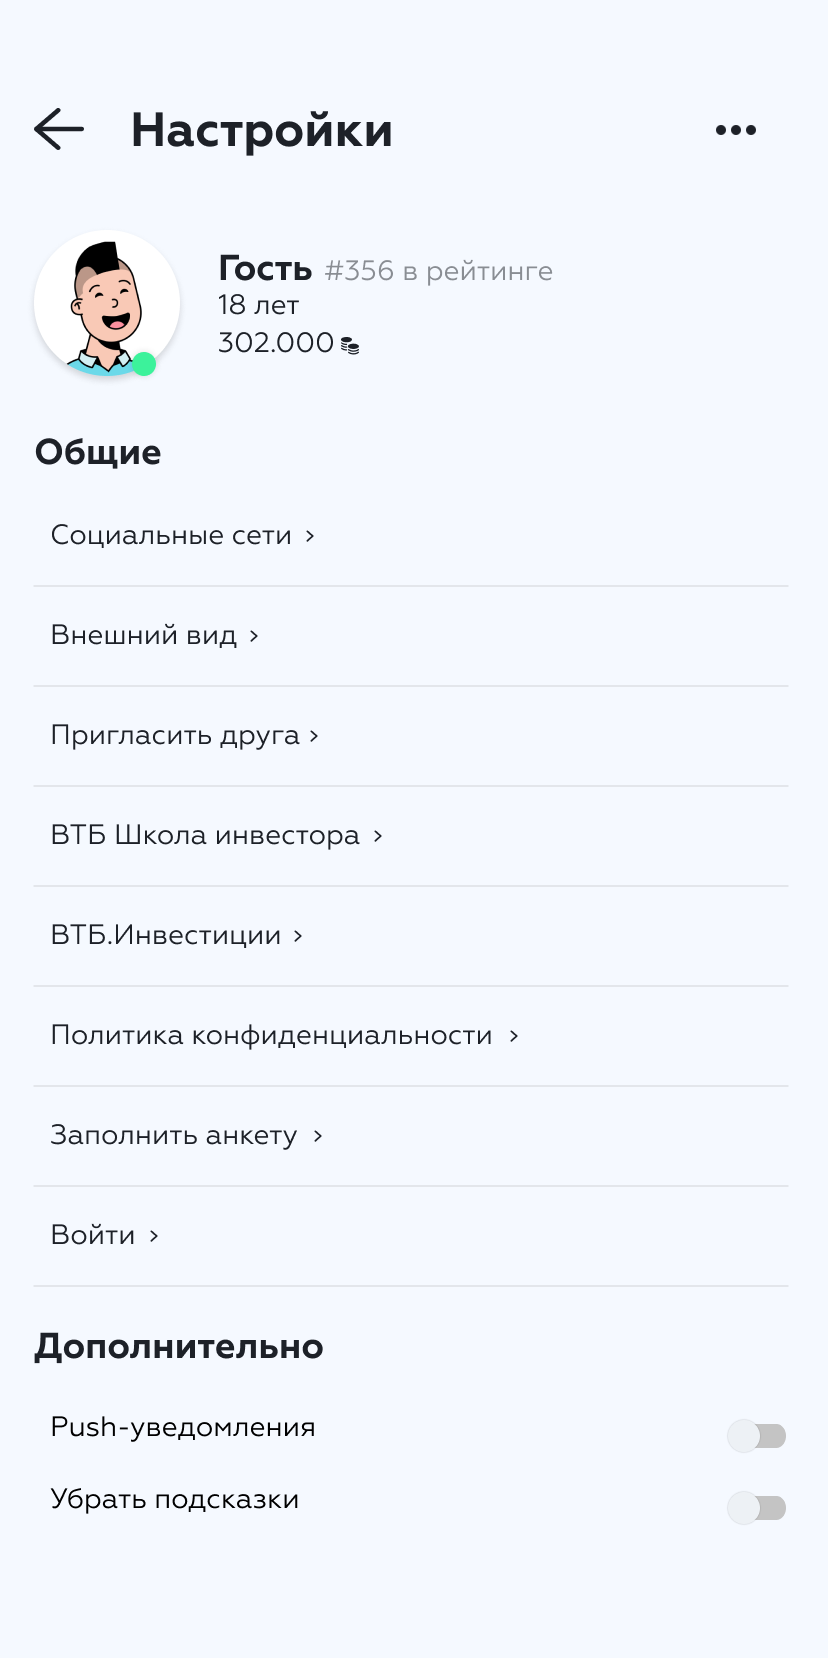 Настройки
Гость #356 в рейтинге
18 лет
302.000
Общие
Социальные сети >
Внешний вид >
Пригласить друга >
ВТБ Школа инвестора >
ВТБ.Инвестиции >
Политика конфиденциальности >
Заполнить анкету >
Войти >
Дополнительно
Push-уведомления
Убрать подсказки